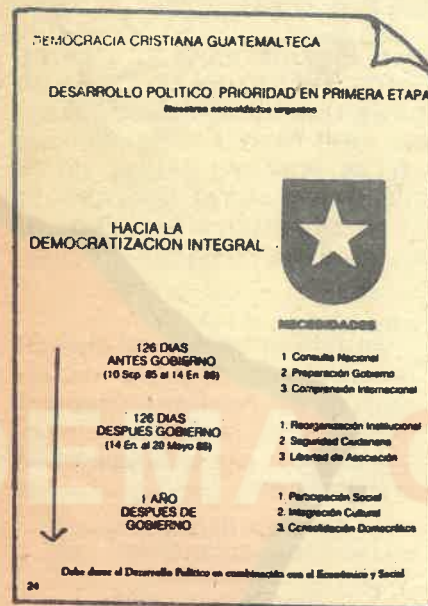 DEMOCRACIA CRISTIANA GUATEMALTECA
DESARROLLO POLITICO PRIORIDAD EN PRIMERA ETAPA
Nuestras necesidades urgentes
HACIA LA
DEMOCRATIZACION INTEGRAL
NECESIDADES
126 DIAS
ANTES GOBIERNO
(10 Sep. 85 al 14 En. 86)
1 Consulta Nacional
2 Preparación Gobierno
3 Comprensión Internacional
126 DIAS
DESPUES GOBIERNO
(14 En. al 20 Mayo 86)
1. Reorganización Institucional
2 Seguridad Ciudadana
3 Libertad de Asociación
1 AÑO
DESPUES DE
GOBIERNO
1. Participación Social
2. Integración Cultural
3. Consolidación Democrática
Debe darse el Desarrollo Político en combinación con el Económico y Social
24